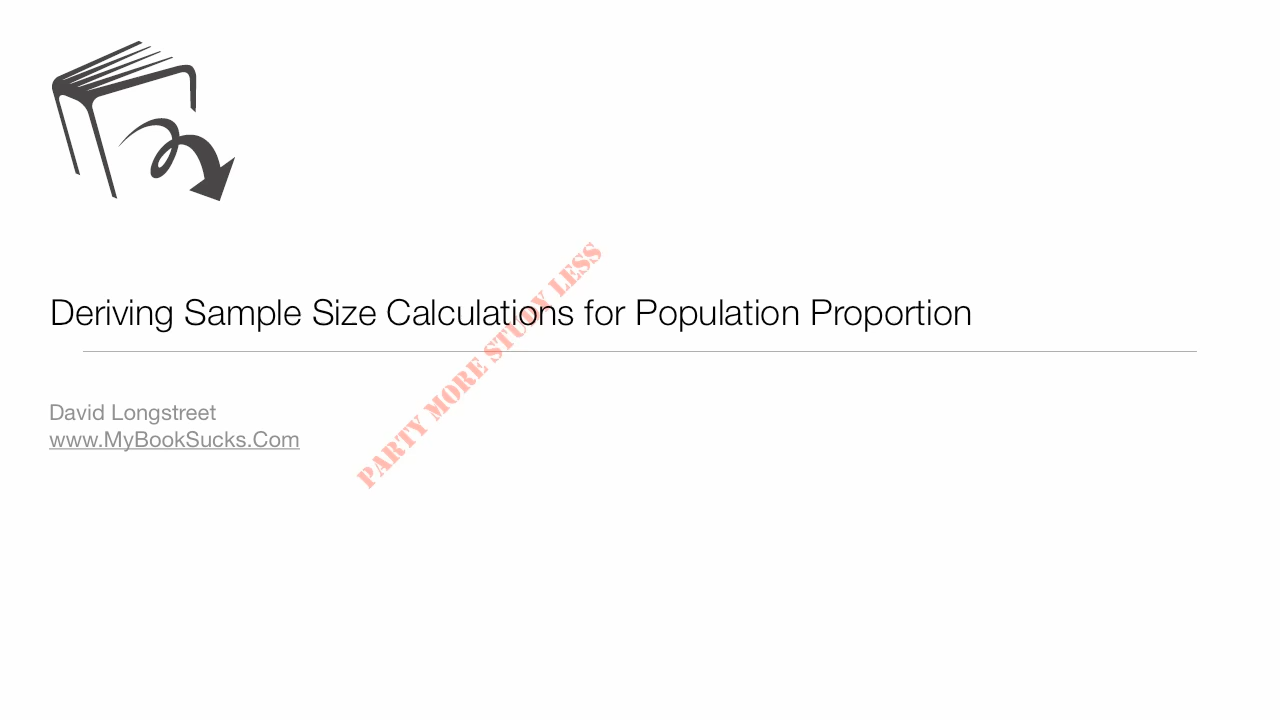 Deriving Sample Size Calculations for Population Proportion
PARTY MORE STUDY LESS
David Longstreet
www.MyBookSucks.Com